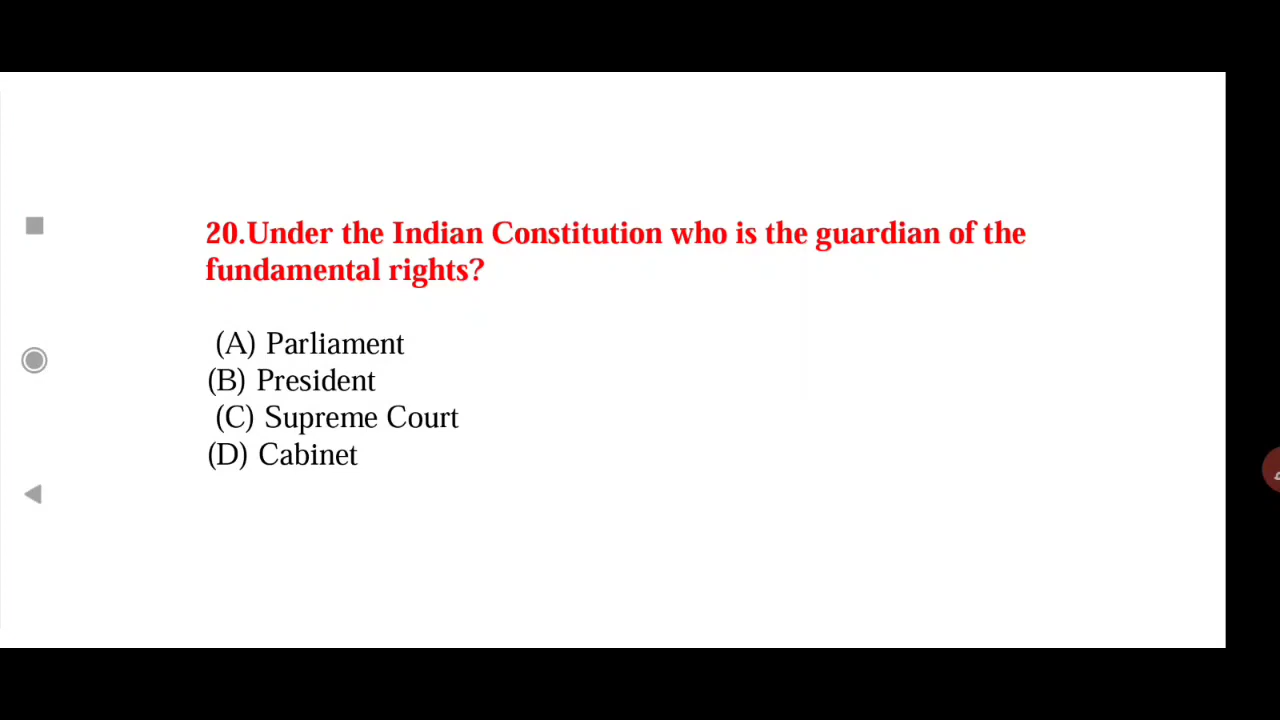 20.Under the Indian Constitution who is the guardian of the
fundamental rights?
(A) Parliament
(B) President
(C) Supreme Court
(D) Cabinet